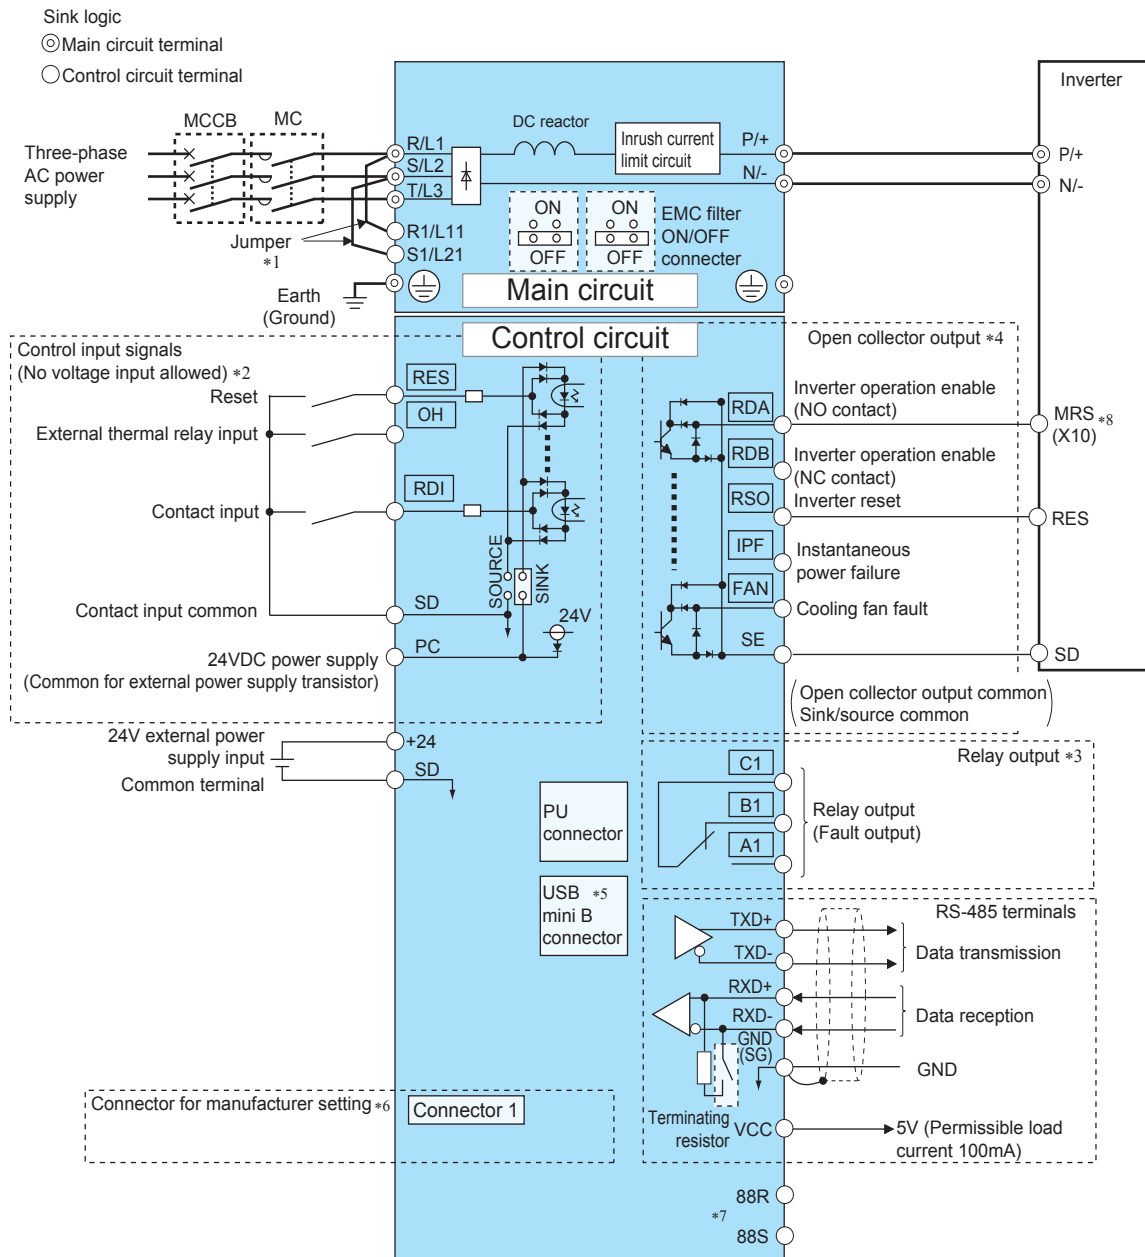 Sink logic
Main circuit terminal
Control circuit terminal
MCCB
MC
Three-phase
AC power
supply
Jumper
*1
Earth
(Ground)
R/L1
S/L2
T/L3
R1/L11
S1/L21
DC reactor
Inrush current
limit circuit
P/+
N/-
ON
OFF
ON
OFF
EMC filter
ON/OFF
connecter
Main circuit
Inverter
P/+
N/-
Control circuit
Control input signals
(No voltage input allowed) *2
Reset
External thermal relay input
Contact input
Contact input common
24VDC power supply
(Common for external power supply transistor)
RES
OH
RDI
SD
PC
SOURCE
SINK
24V
Open collector output *4
RDA
RDB
RSO
IPF
FAN
SE
Inverter operation enable
(NO contact)
Inverter operation enable
(NC contact)
Inverter reset
Instantaneous
power failure
Cooling fan fault
Open collector output common
Sink/source common
MRS *8
(X10)
RES
SD
24V external power
supply input
Common terminal
+24
SD
PU
connector
USB *5
mini B
connector
Relay output *3
C1
B1
A1
Relay output
(Fault output)
RS-485 terminals
TXD+
TXD-
RXD+
RXD-
GND
(SG)
VCC
Terminating
resistor
Data transmission
Data reception
GND
5V (Permissible load
current 100mA)
Connector for manufacturer setting *6
Connector 1
88R
*7
88S